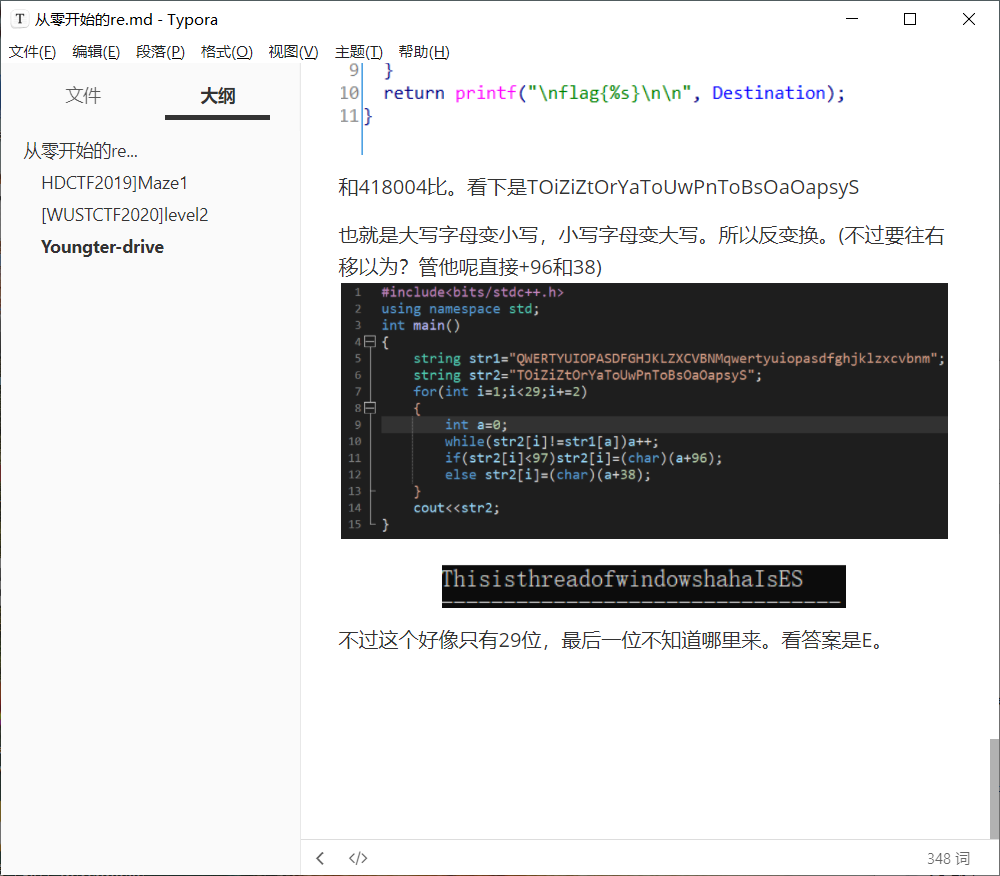 从零开始的re.md - Typora
文件(F) 编辑(E) 段落(P) 格式(O) 视图(V) 主题(T) 帮助(H)
文件 大纲
从零开始的re...
HDCTF2019]Maze1
[WUSTCTF2020]level2
Youngter-drive
9 }
10 return printf("\nflag{%s}\n\n", Destination);
11 }
和418004比。看下是TOiZiZtOrYaToUwPnToBsOaOapsyS
也就是大写字母变小写，小写字母变大写。所以反变换。(不过要往右
移以为？管他呢直接+96和38)
1 #include<bits/stdc++.h>
2 using namespace std;
3 int main()
4 {
5 string str1="QWERTYUIOPASDFGHJKLZXCVBNMqwertyuiopasdfghjklzxcvbnm";
6 string str2="TOiZiZtOrYaToUwPnToBsOaOapsyS";
7 for(int i=1;i<29;i+=2)
8 {
9 int a=0;
10 while(str2[i]!=str1[a])a++;
11 if(str2[i]<97)str2[i]=(char)(a+96);
12 else str2[i]=(char)(a+38);
13 }
14 cout<<str2;
15 }
ThisisthreadofwindowshahaIsES
--------------------------------
不过这个好像只有29位，最后一位不知道哪里来。看答案是E。
348 词